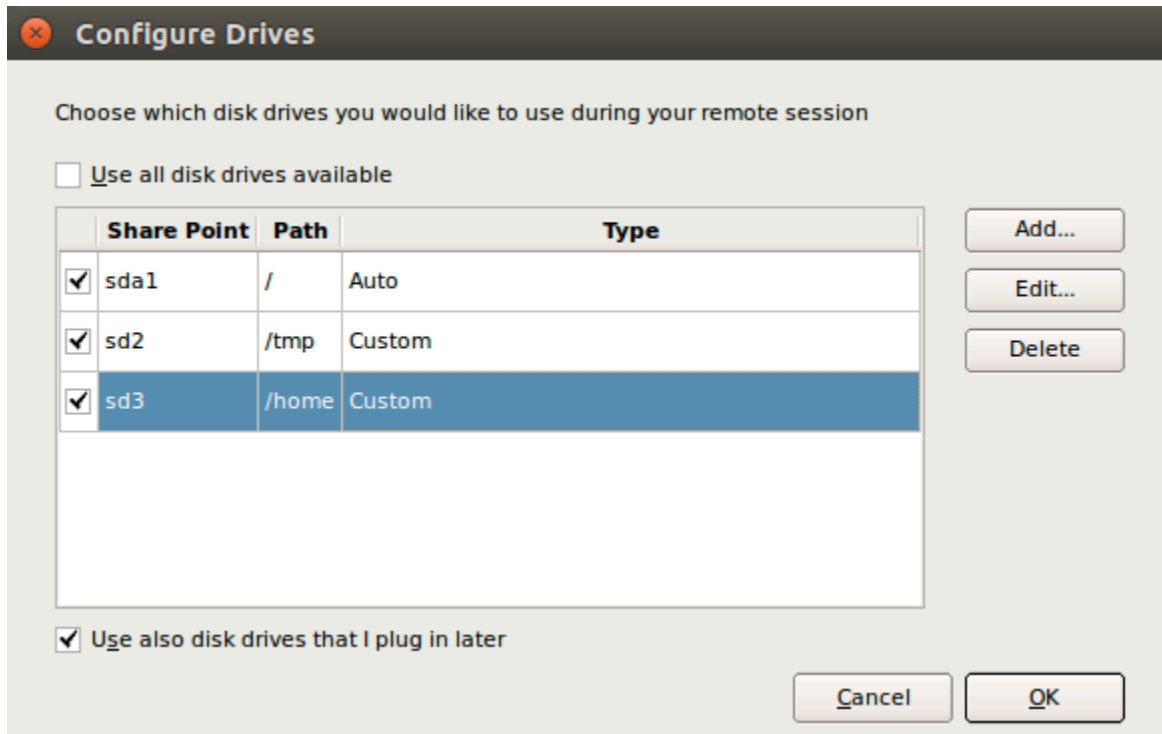 Configure Drives
Choose which disk drives you would like to use during your remote session
Use all disk drives available
Share Point Path Type
Add...
sda1 / Auto
Edit...
sd2 /tmp Custom
Delete
sd3 /home Custom
Use also disk drives that I plug in later
Cancel OK